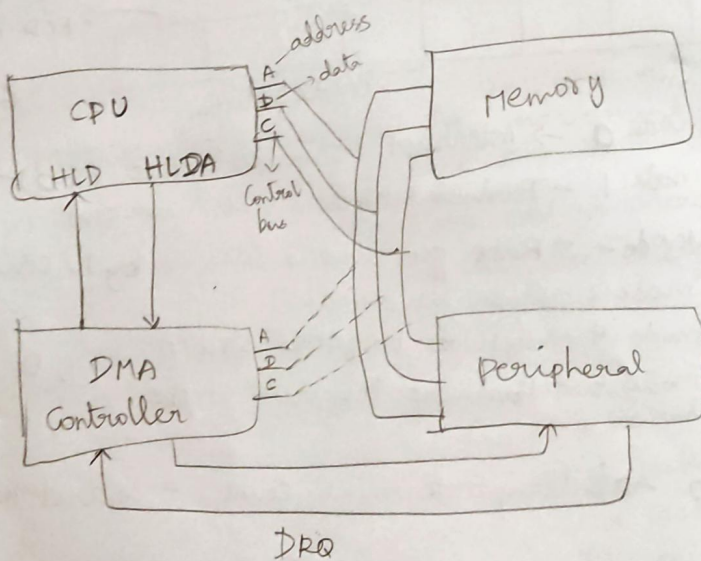 address
A
data
D
C
CPU
HLD
HLDA
Control
bus
Memory
A
D
C
DMA
Controller
Peripheral
DRQ